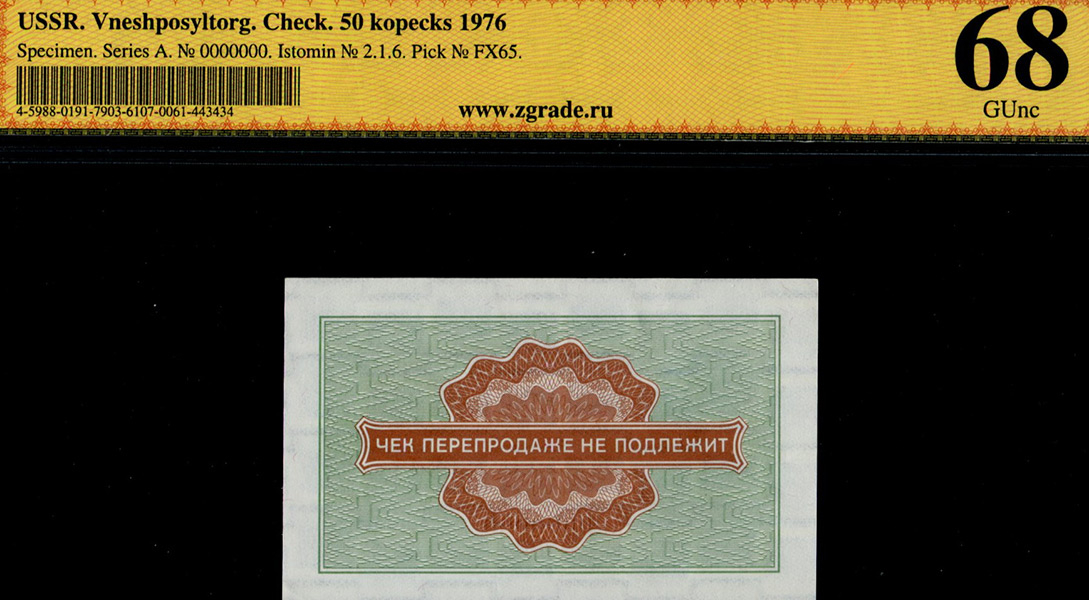 USSR. Vneshposyltorg. Check. 50 kopecks 1976
Specimen. Series A. № 0000000. Istomin № 2.1.6. Pick № FX65.
4-5988-0191-7903-6107-0061-443434
www.zgrade.ru
68
GUnc
ЧЕК ПЕРЕПРОДАЖЕ НЕ ПОДЛЕЖИТ